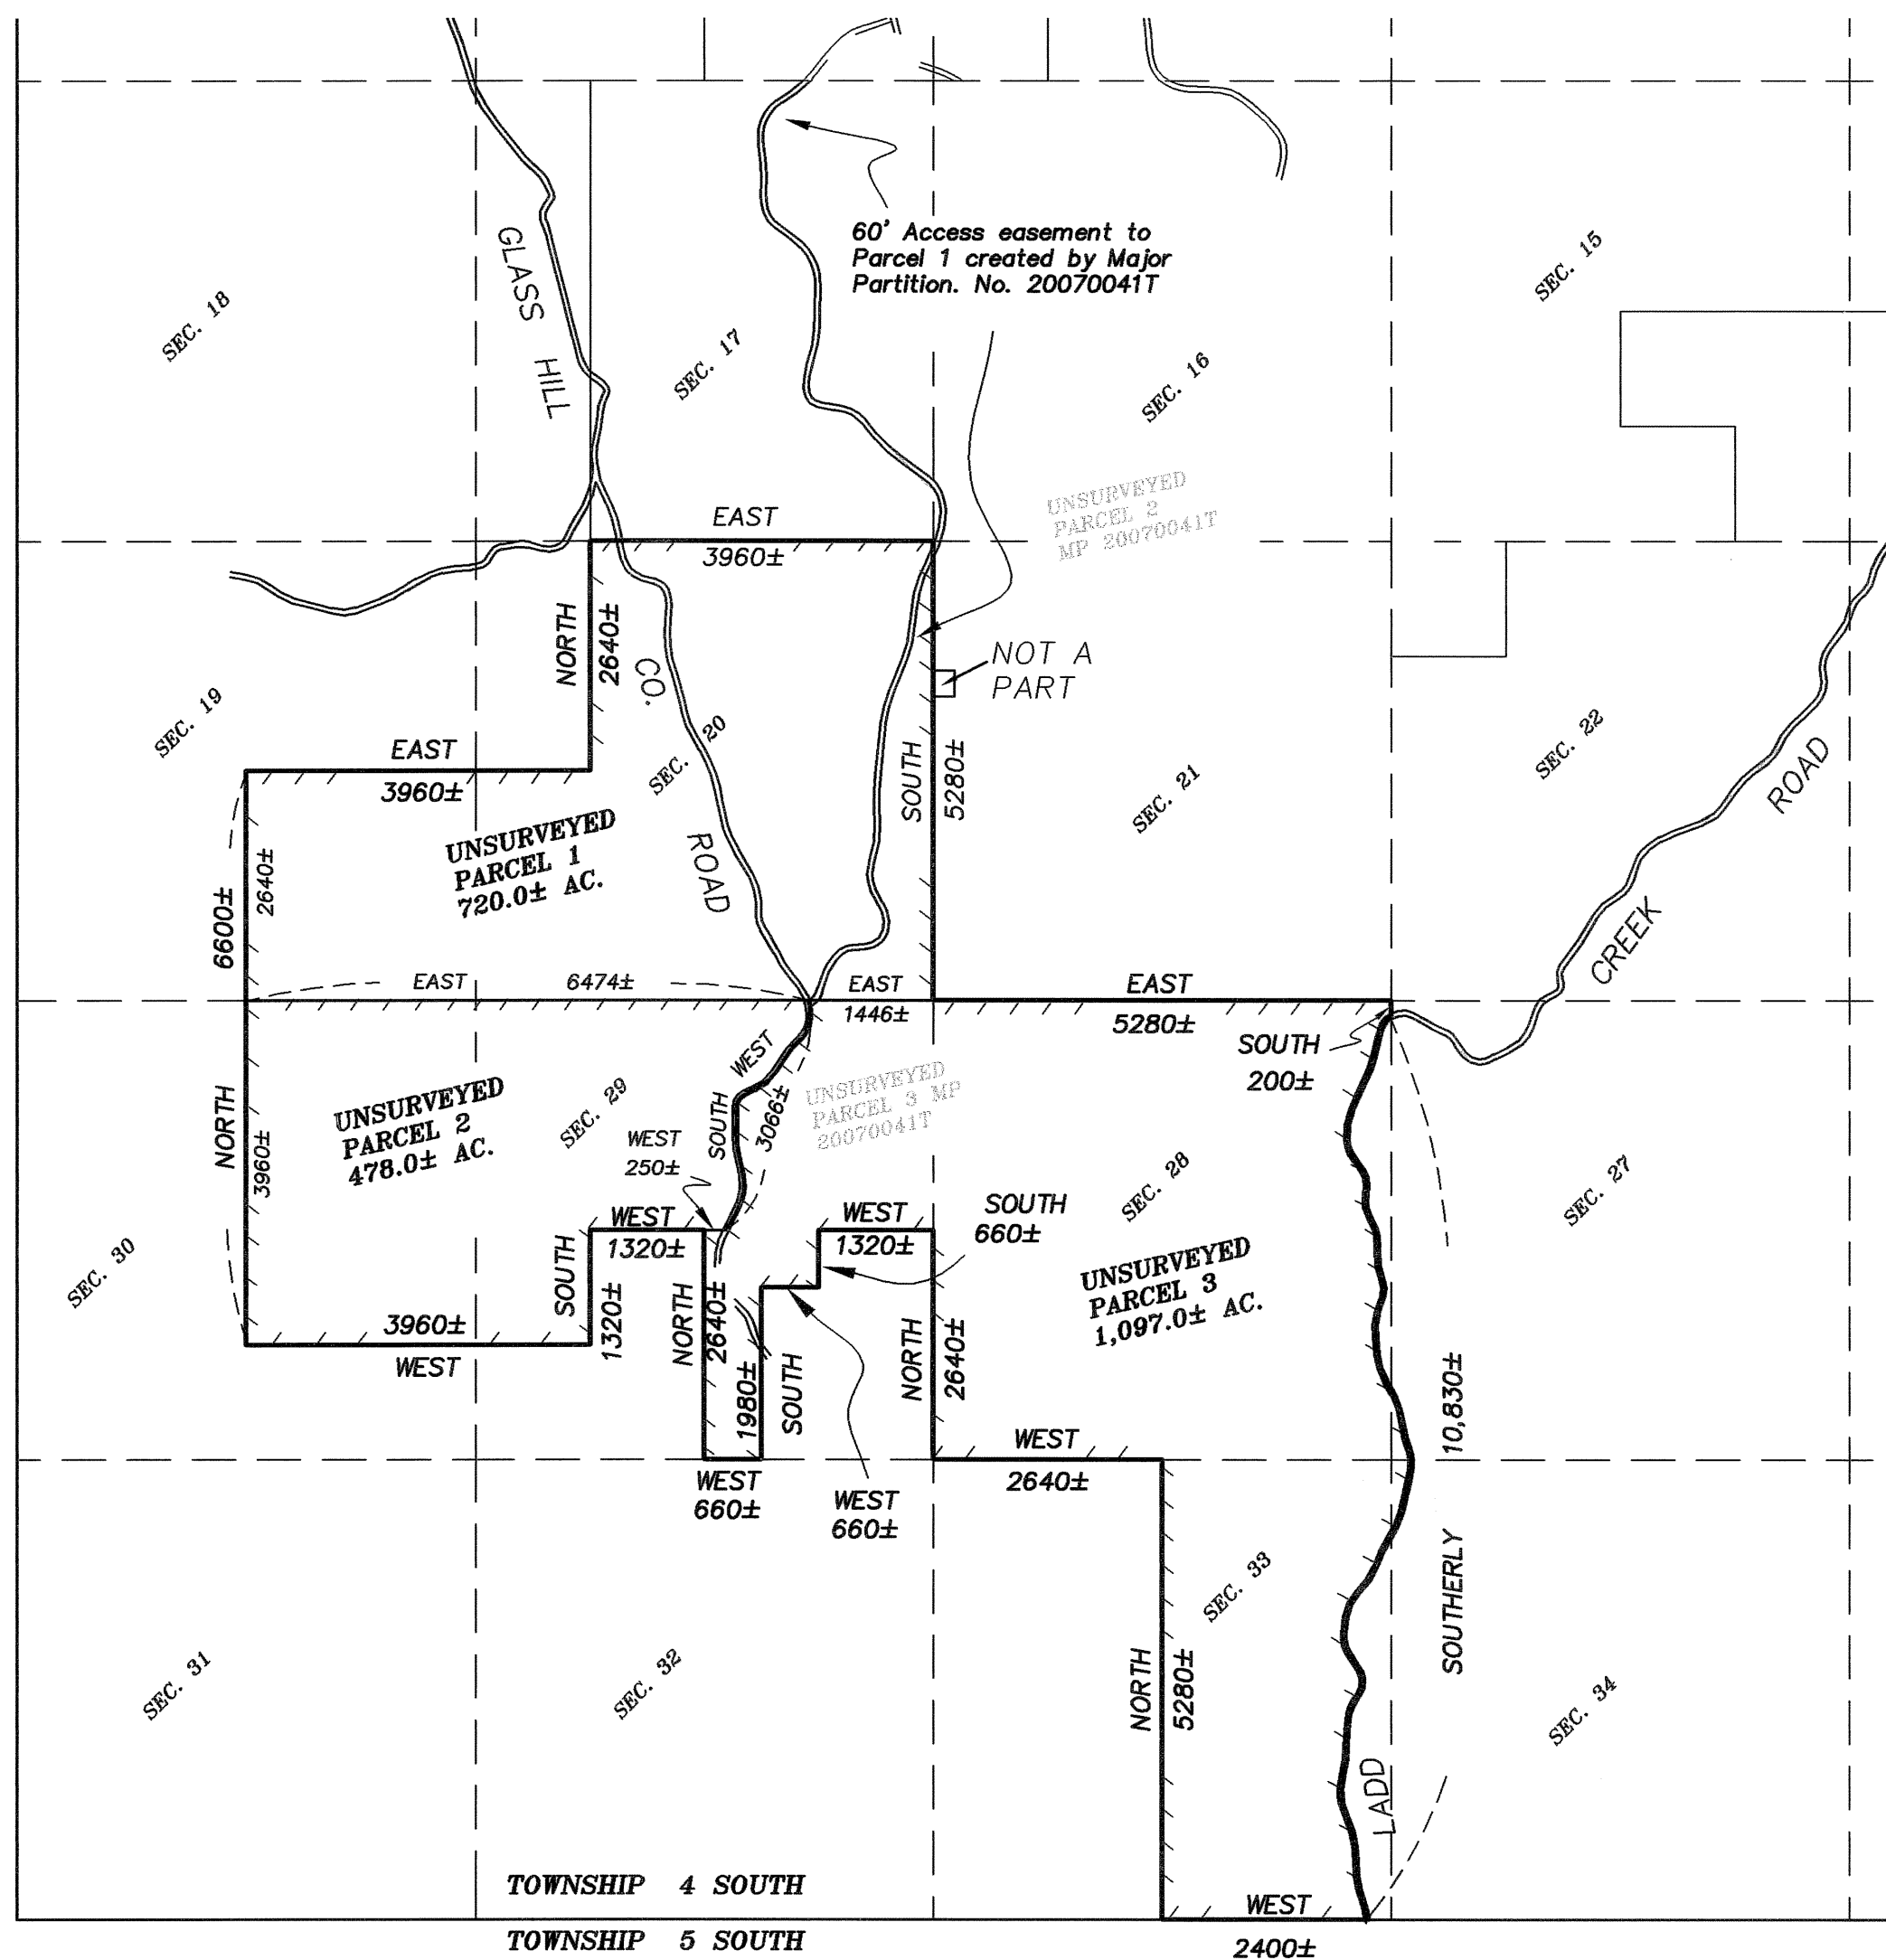 GLASS
HILL
60' Access easement to
Parcel 1 created by Major
Partition. No. 20070041T
SEC. 15
SEC. 18
SEC. 17
SEC. 16
UNSURVEYED
PARCEL 2
MP 20070041T
EAST
3960±
NORTH
2640±
CO.
NOT A
PART
SEC. 19
SEC. 20
SEC. 22
ROAD
EAST
3960±
SOUTH
5280±
SEC. 21
UNSURVEYED
PARCEL 1
720.0± AC.
ROAD
6600±
2640±
CREEK
EAST
6474±
EAST
1446±
EAST
5280±
SOUTH
200±
WEST
SOUTH
3066±
UNSURVEYED
PARCEL 3 MP
20070041T
NORTH
3960±
UNSURVEYED
PARCEL 2
478.0± AC.
SEC. 29
WEST
250±
SEC. 28
SEC. 27
SEC. 30
WEST
1320±
WEST
1320±
SOUTH
660±
UNSURVEYED
PARCEL 3
1,097.0± AC.
SOUTH
1320±
NORTH
2640±
1980±
SOUTH
NORTH
2640±
3960±
WEST
10,830±
WEST
2640±
WEST
660±
WEST
660±
SEC. 33
SOUTHERLY
SEC. 31
SEC. 32
NORTH
5280±
SEC. 34
LADD
TOWNSHIP 4 SOUTH
WEST
TOWNSHIP 5 SOUTH
2400±